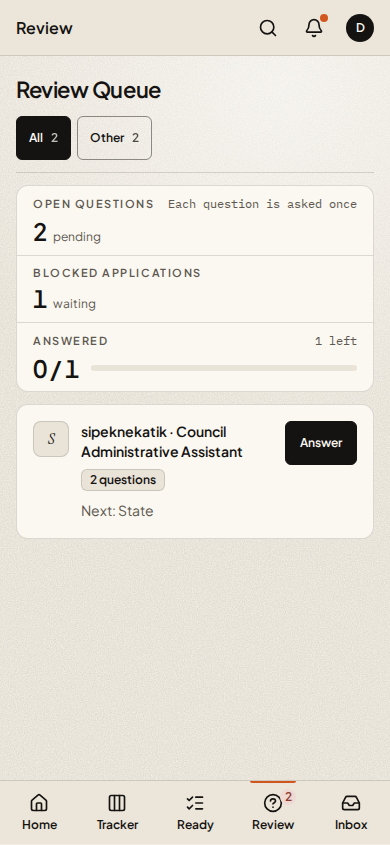 Review
D
Review Queue
All 2
Other 2
OPEN QUESTIONS Each question is asked once
2 pending
BLOCKED APPLICATIONS
1 waiting
ANSWERED 1 left
0/1
S
sipeknekatik · Council
Administrative Assistant
Answer
2 questions
Next: State
2
Home
Tracker
Ready
Review
Inbox